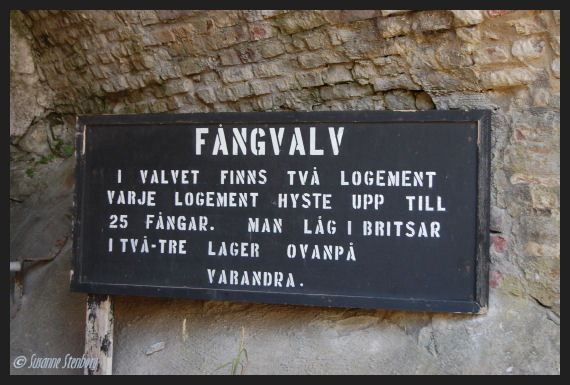 FÅNGVALV
I VALVET FINNS TVÅ LOGEMENT
VARJE LOGEMENT HYSTE UPP TILL
25 FÅNGAR. MAN LÅG I BRITSAR
I TVÅ-TRE LAGER OVANPÅ
VARANDRA.
© Susanne Stenberg